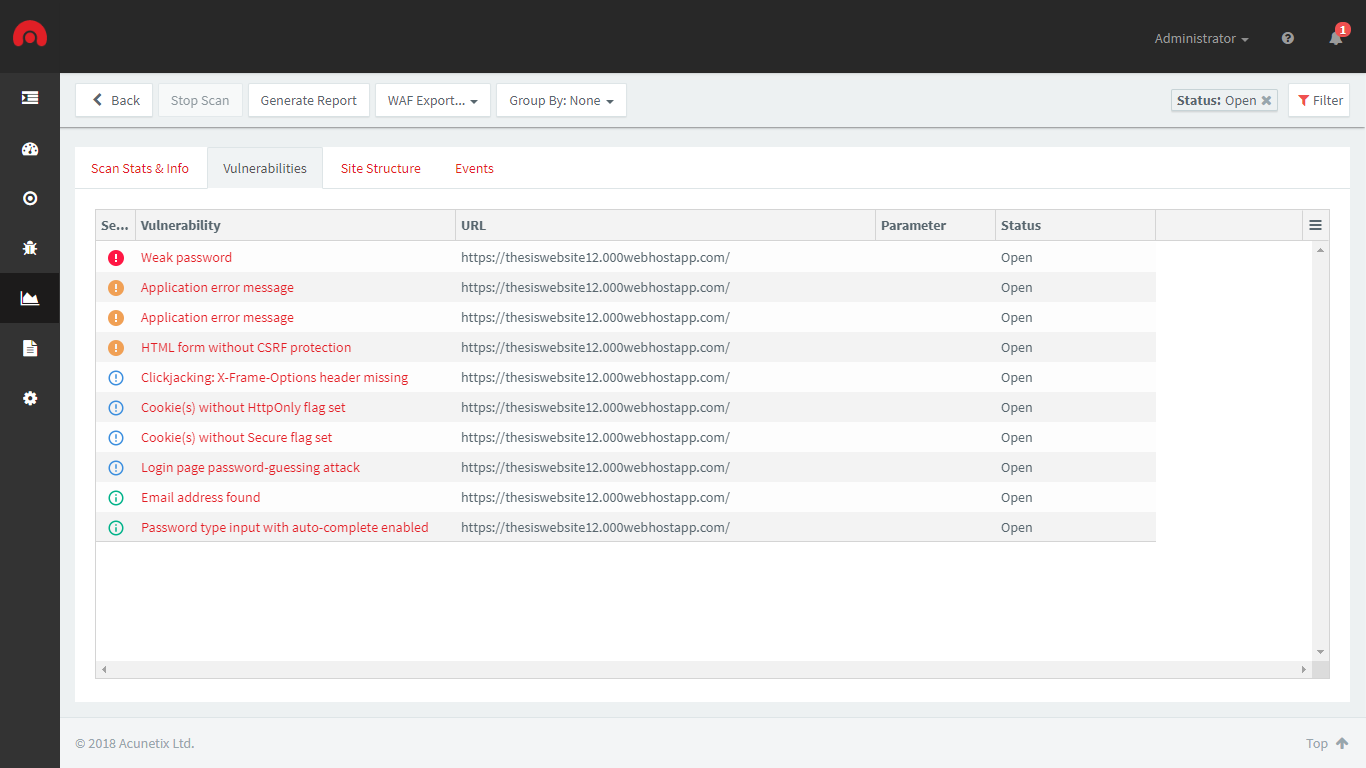 Administrator
1
Back Stop Scan Generate Report WAF Export... Group By: None Status: Open Filter
Scan Stats & Info Vulnerabilities Site Structure Events
Se... Vulnerability URL Parameter Status
Weak password https://thesiswebsite12.000webhostapp.com/ Open
Application error message https://thesiswebsite12.000webhostapp.com/ Open
Application error message https://thesiswebsite12.000webhostapp.com/ Open
HTML form without CSRF protection https://thesiswebsite12.000webhostapp.com/ Open
Clickjacking: X-Frame-Options header missing https://thesiswebsite12.000webhostapp.com/ Open
Cookie(s) without HttpOnly flag set https://thesiswebsite12.000webhostapp.com/ Open
Cookie(s) without Secure flag set https://thesiswebsite12.000webhostapp.com/ Open
Login page password-guessing attack https://thesiswebsite12.000webhostapp.com/ Open
Email address found https://thesiswebsite12.000webhostapp.com/ Open
Password type input with auto-complete enabled https://thesiswebsite12.000webhostapp.com/ Open
© 2018 Acunetix Ltd. Top